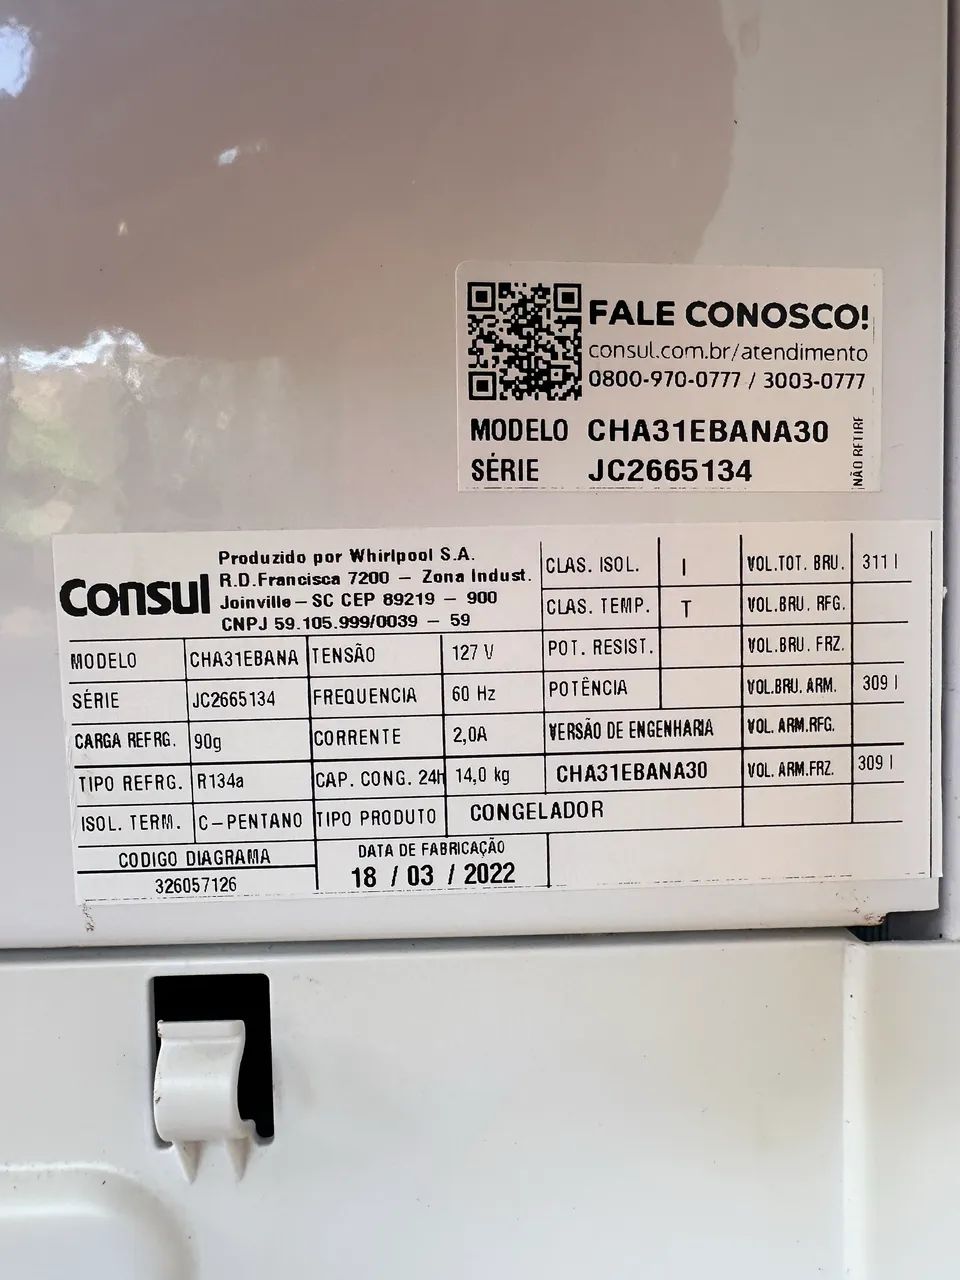 FALE CONOSCO!
consul.com.br/atendimento
0800-970-0777 / 3003-0777
MODELO CHA31EBANA30
SÉRIE JC2665134
NÃO RETIRE
Consul
Produzido por Whirlpool S.A.
R.D.Francisca 7200 – Zona Indust.
Joinville – SC CEP 89219 – 900
CNPJ 59.105.999/0039 – 59
CLAS. ISOL. I VOL.TOT. BRU. 311 l
CLAS. TEMP. T VOL.BRU. RFG.
MODELO CHA31EBANA TENSÃO 127 V POT. RESIST. VOL.BRU. FRZ.
SÉRIE JC2665134 FREQUENCIA 60 Hz POTÊNCIA VOL.BRU. ARM. 309 l
CARGA REFRG. 90g CORRENTE 2,0A VERSÃO DE ENGENHARIA VOL. ARM.RFG.
TIPO REFRG. R134a CAP. CONG. 24H 14,0 kg CHA31EBANA30 VOL. ARM.FRZ. 309 l
ISOL. TERM. C-PENTANO TIPO PRODUTO CONGELADOR
CODIGO DIAGRAMA DATA DE FABRICAÇÃO
326057126 18 / 03 / 2022